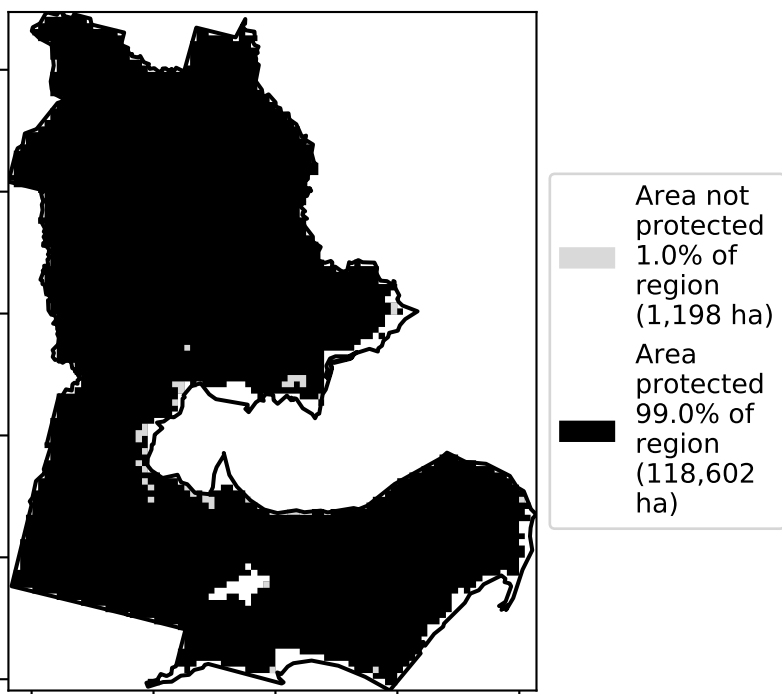 Area not
protected
1.0% of
region
(1,198 ha)
Area
protected
99.0% of
region
(118,602
ha)